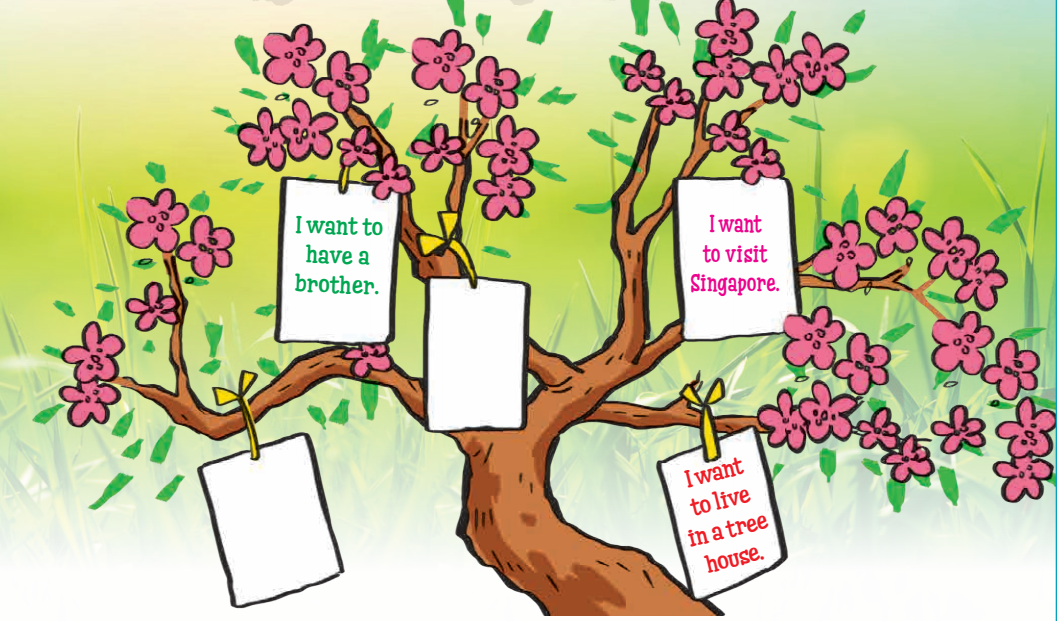 I want to
have a
brother.
I want
to visit
Singapore.
I want
to live
in a tree
house.